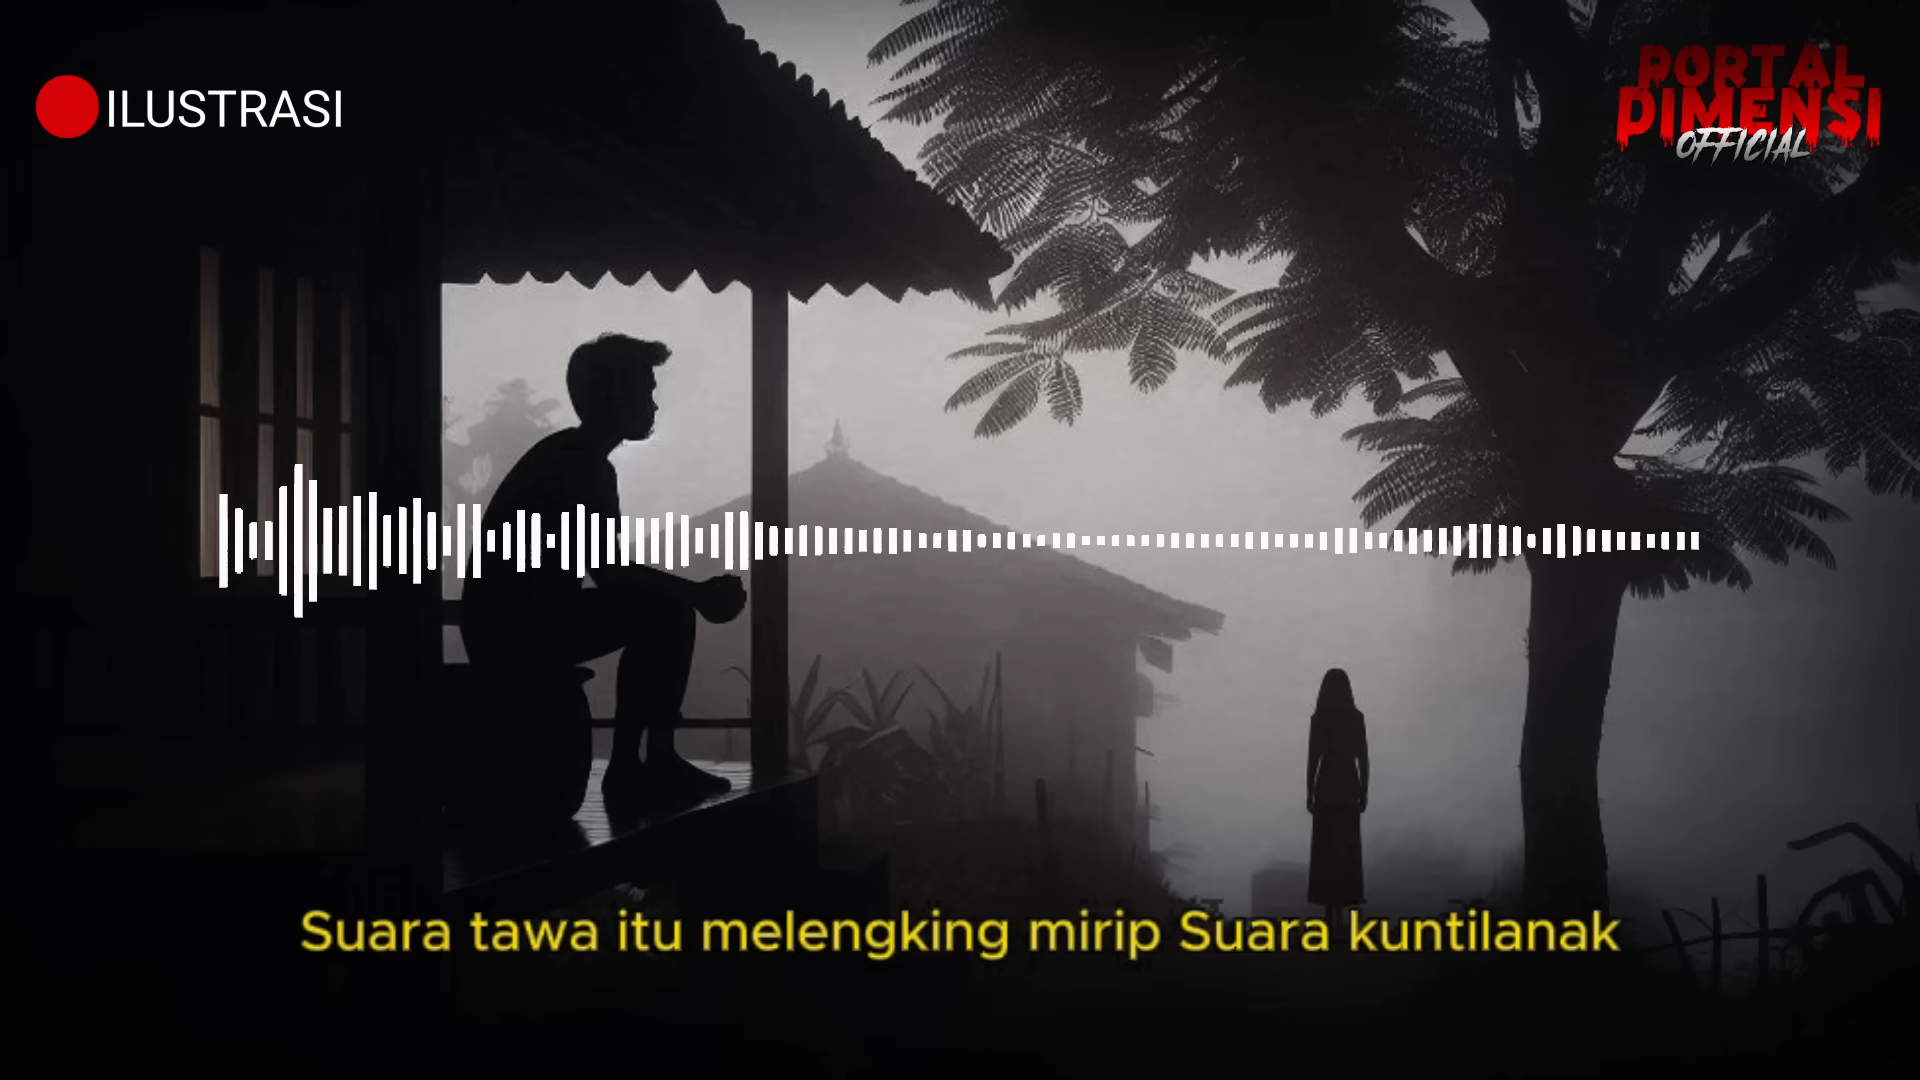 ILUSTRASI
PORTAL
DIMENSI
OFFICIAL
Suara tawa itu melengking mirip Suara kuntilanak